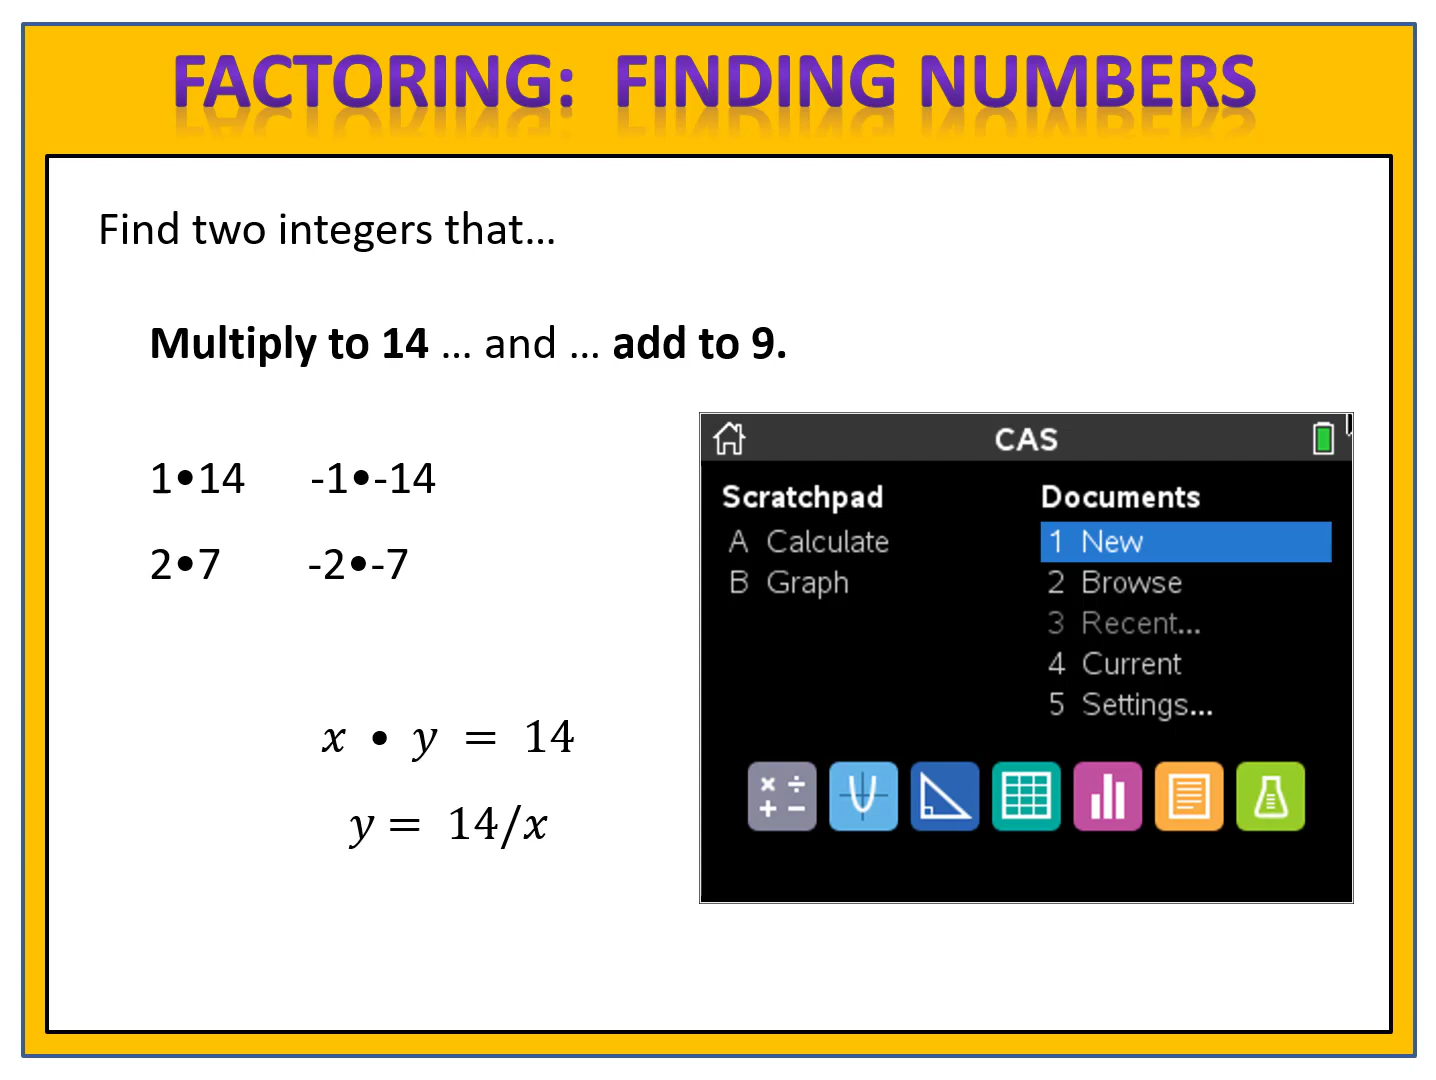 FACTORING: FINDING NUMBERS
Find two integers that…
Multiply to 14 … and … add to 9.
1•14 -1•-14
2•7 -2•-7
x • y = 14
y = 14/x
CAS
Scratchpad
A Calculate
B Graph
Documents
1 New
2 Browse
3 Recent...
4 Current
5 Settings...